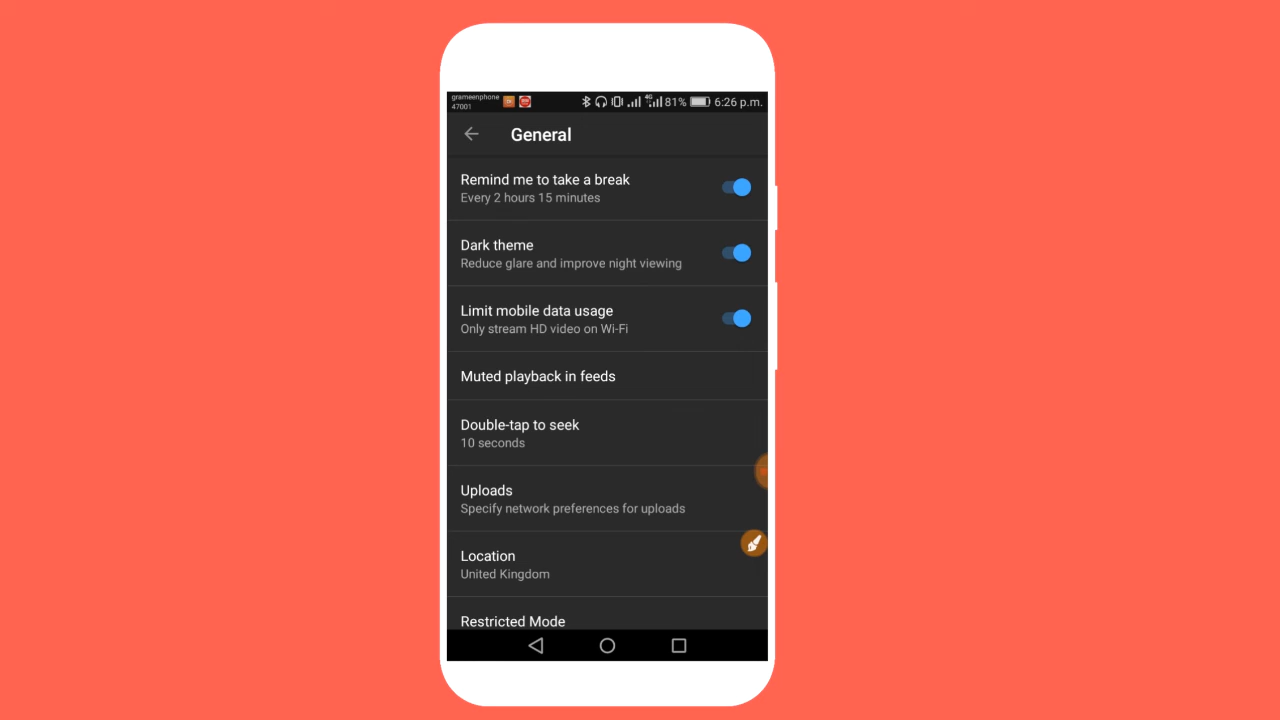 grameenphone
47001
81% 6:26 p.m.
4G
General
Remind me to take a break
Every 2 hours 15 minutes
Dark theme
Reduce glare and improve night viewing
Limit mobile data usage
Only stream HD video on Wi-Fi
Muted playback in feeds
Double-tap to seek
10 seconds
Uploads
Specify network preferences for uploads
Location
United Kingdom
Restricted Mode